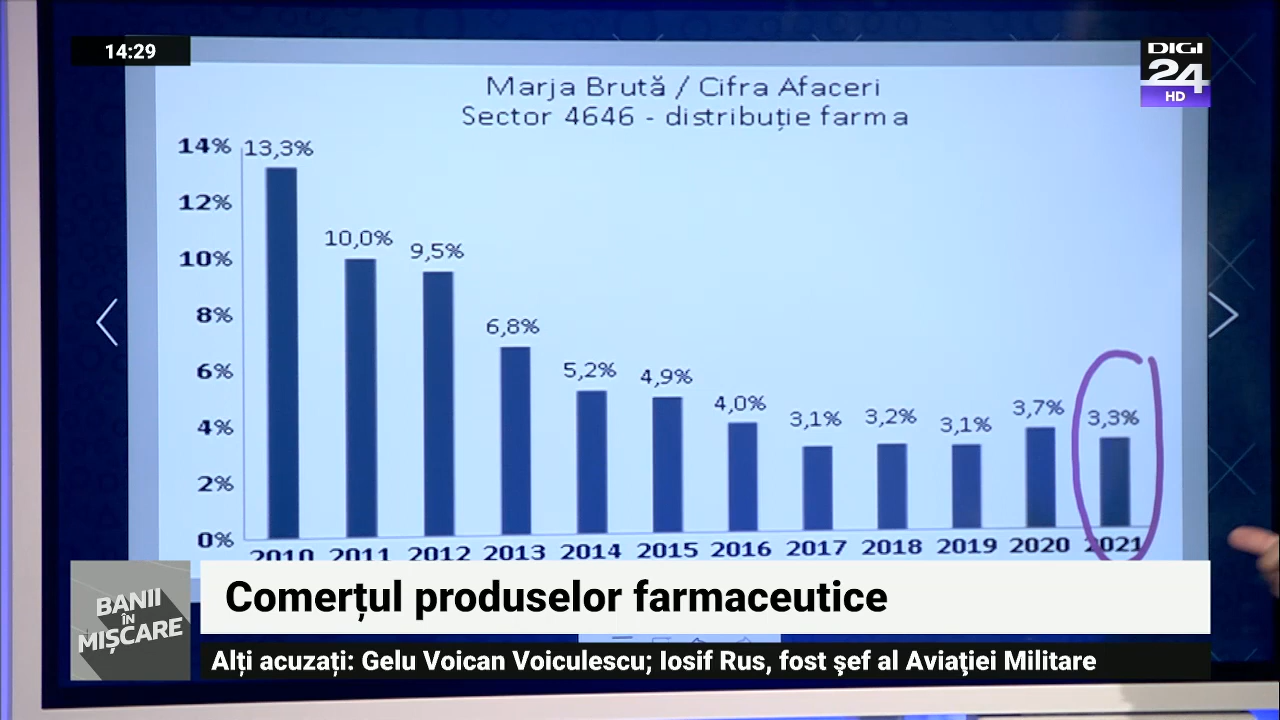 14:29
DIGI
24
HD
Marja Brută / Cifra Afaceri
Sector 4646 - distribuție farma
14%
12%
10%
8%
6%
4%
2%
0%
13,3%
10,0%
9,5%
6,8%
5,2%
4,9%
4,0%
3,1%
3,2%
3,1%
3,7%
3,3%
2010 2011 2012 2013 2014 2015 2016 2017 2018 2019 2020 2021
BANII
ÎN
MIȘCARE
Comerțul produselor farmaceutice
Alți acuzați: Gelu Voican Voiculescu; Iosif Rus, fost şef al Aviaţiei Militare